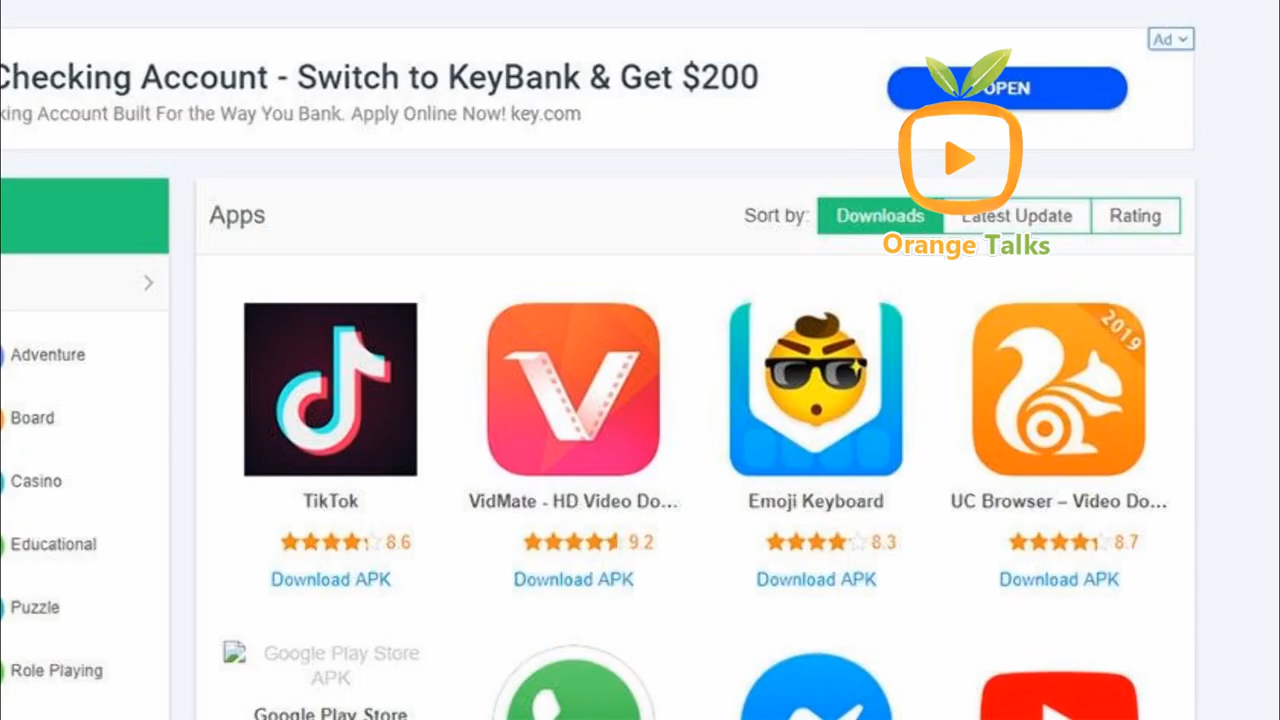 Ad
Checking Account - Switch to KeyBank & Get $200
king Account Built For the Way You Bank. Apply Online Now! key.com
OPEN
Apps
Sort by: Downloads Latest Update Rating
Orange Talks
Adventure
Board
Casino
Educational
Puzzle
Role Playing
2019
TikTok VidMate - HD Video Do... Emoji Keyboard UC Browser – Video Do...
8.6 9.2 8.3 8.7
Download APK Download APK Download APK Download APK
Google Play Store
APK
Google Play Store